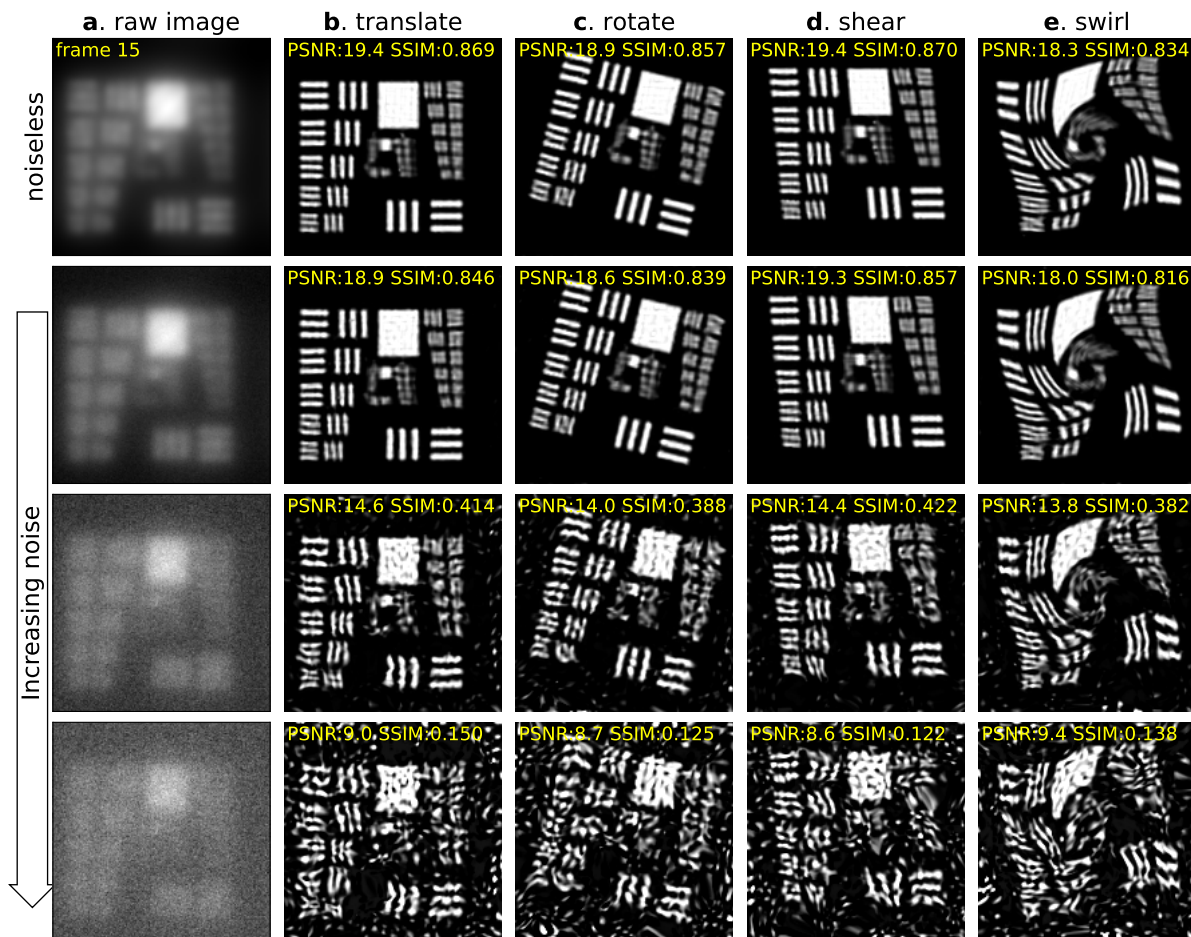 a. raw image
b. translate
c. rotate
d. shear
e. swirl
noiseless
frame 15
PSNR:19.4 SSIM:0.869
PSNR:18.9 SSIM:0.857
PSNR:19.4 SSIM:0.870
PSNR:18.3 SSIM:0.834
Increasing noise
PSNR:18.9 SSIM:0.846
PSNR:18.6 SSIM:0.839
PSNR:19.3 SSIM:0.857
PSNR:18.0 SSIM:0.816
PSNR:14.6 SSIM:0.414
PSNR:14.0 SSIM:0.388
PSNR:14.4 SSIM:0.422
PSNR:13.8 SSIM:0.382
PSNR:9.0 SSIM:0.150
PSNR:8.7 SSIM:0.125
PSNR:8.6 SSIM:0.122
PSNR:9.4 SSIM:0.138